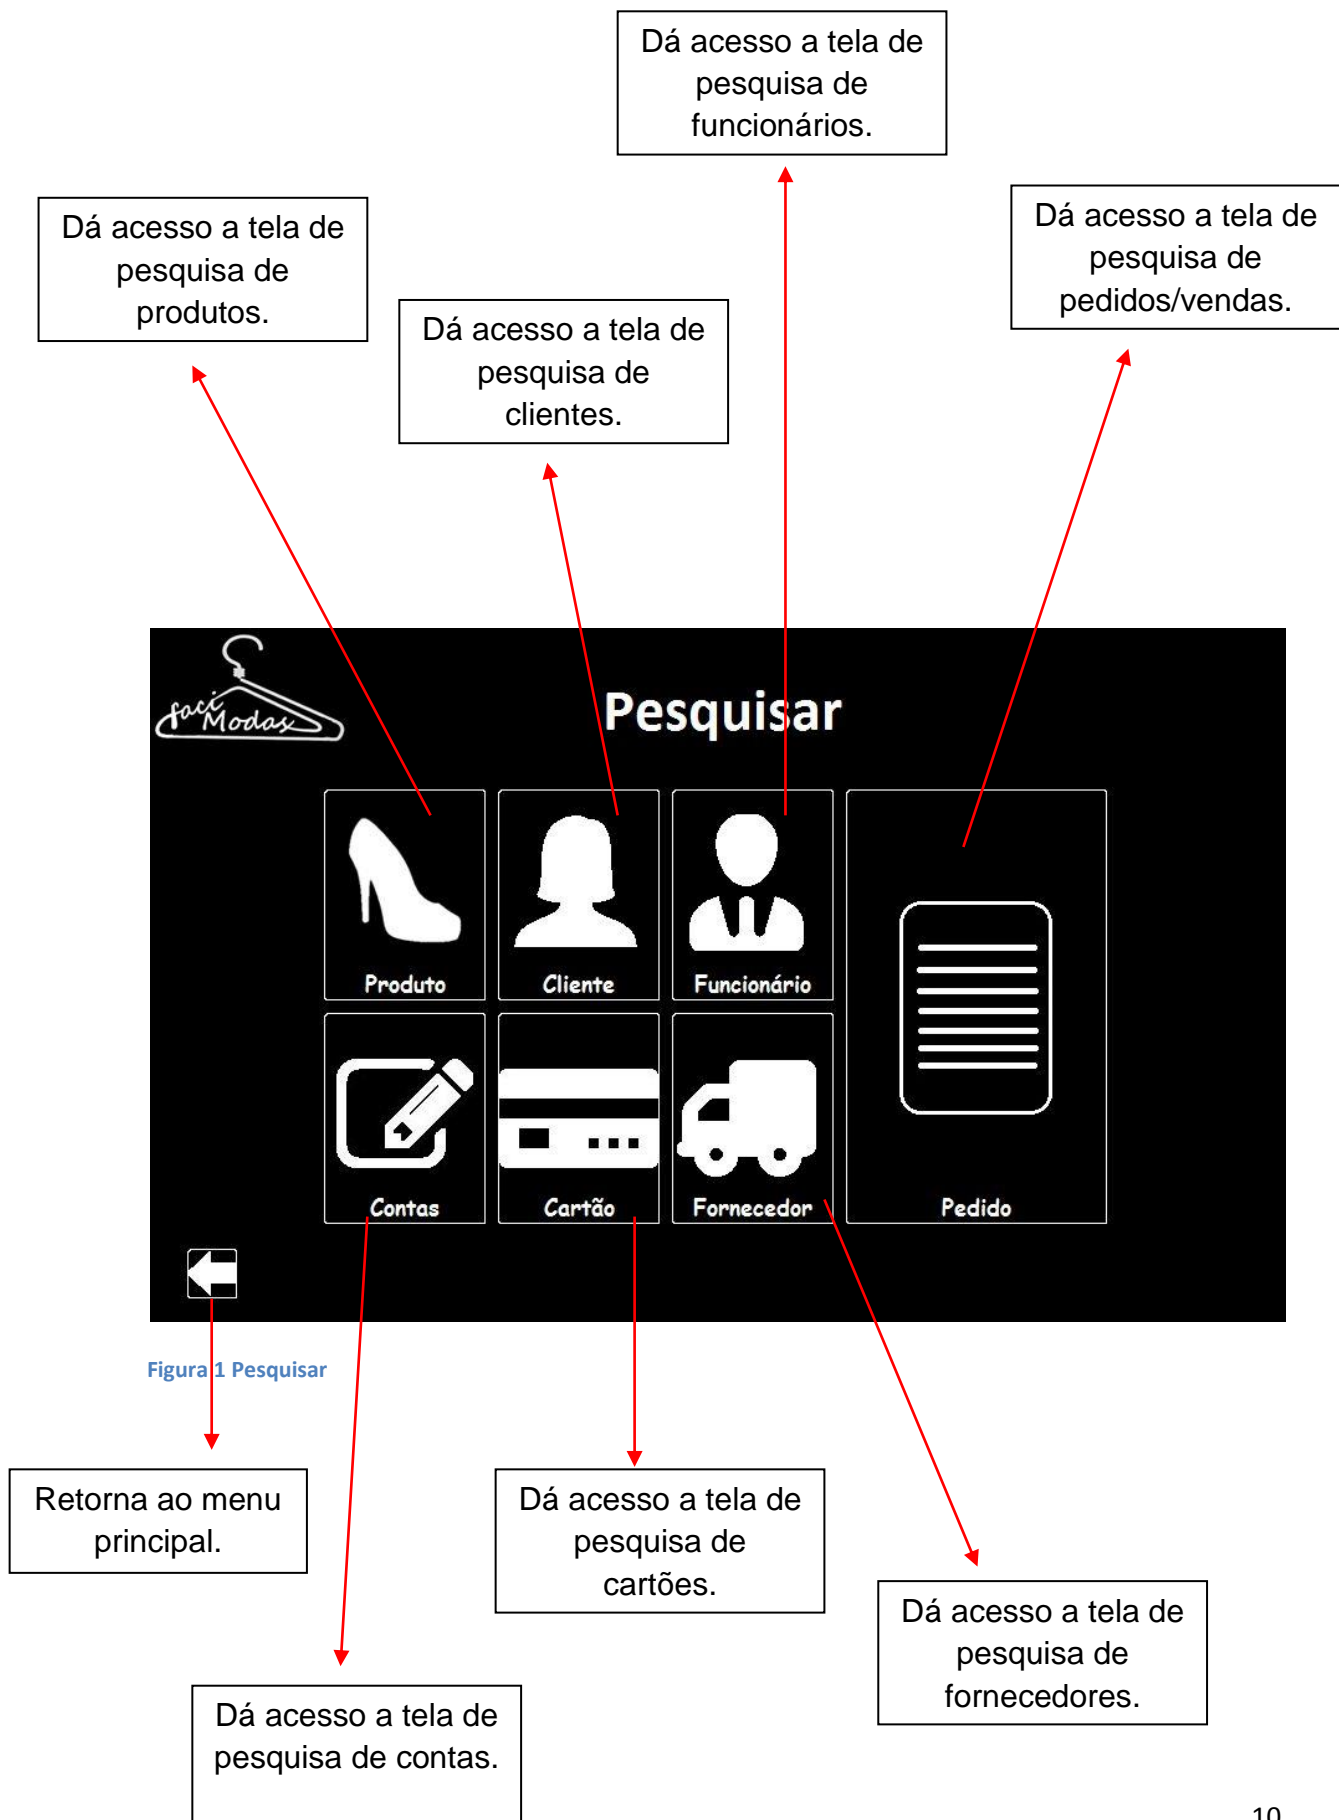 Dá acesso a tela de
pesquisa de
funcionários.
Dá acesso a tela de
pesquisa de
produtos.
Dá acesso a tela de
pesquisa de
pedidos/vendas.
Dá acesso a tela de
pesquisa de
clientes.
faci
Modas
Pesquisar
Produto
Cliente
Funcionário
Contas
Cartão
Fornecedor
Pedido
Figura 1 Pesquisar
Retorna ao menu
principal.
Dá acesso a tela de
pesquisa de
cartões.
Dá acesso a tela de
pesquisa de
fornecedores.
Dá acesso a tela de
pesquisa de contas.
10